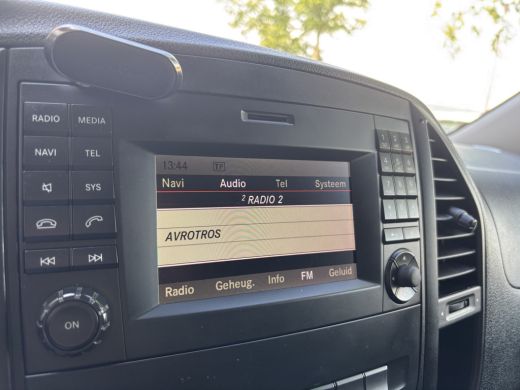 RADIO MEDIA
NAVI TEL
SYS
ON
13:44 TP
Navi Audio Tel Systeem
2 RADIO 2
AVROTROS
Radio Geheug. Info FM Geluid